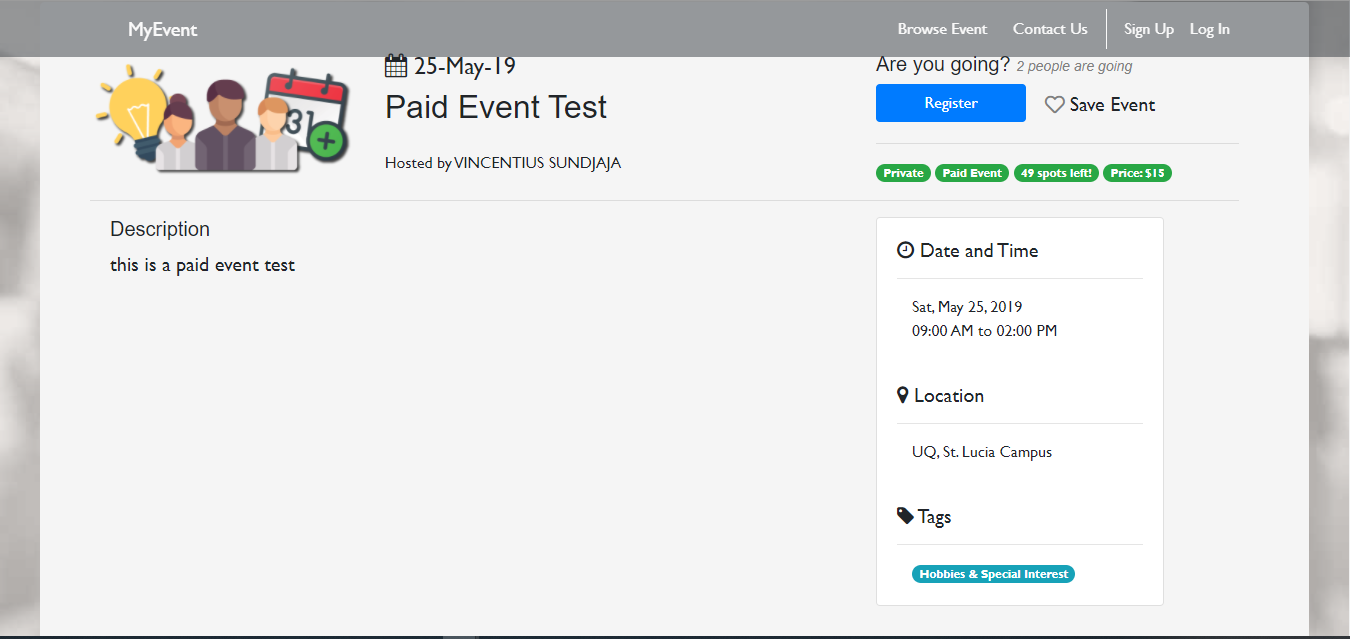 MyEvent
Browse Event
Contact Us
Sign Up
Log In
31
25-May-19
Paid Event Test
Hosted by VINCENTIUS SUNDJAJA
Are you going? 2 people are going
Register
Save Event
Private
Paid Event
49 spots left!
Price: $15
Description
this is a paid event test
Date and Time
Sat, May 25, 2019
09:00 AM to 02:00 PM
Location
UQ, St. Lucia Campus
Tags
Hobbies & Special Interest